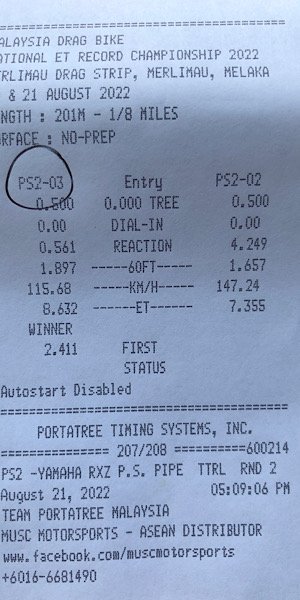 ALAYSIA DRAG BIKE
ATIONAL ET RECORD CHAMPIONSHIP 2022
ERLIMAU DRAG STRIP, MERLIMAU, MELAKA
& 21 AUGUST 2022
NGTH : 201M - 1/8 MILES
RFACE : NO-PREP
PS2-03 Entry PS2-02
0.500 0.000 TREE 0.500
0.00 DIAL-IN 0.00
0.561 REACTION 4.249
1.897 -----60FT----- 1.657
115.68 -----KM/H----- 147.24
8.632 ------ET------ 7.355
WINNER
2.411 FIRST
STATUS
Autostart Disabled
PORTATREE TIMING SYSTEMS, INC.
=============== 207/208 ==========600214
PS2 -YAMAHA RXZ P.S. PIPE TTRL RND 2
August 21, 2022 05:09:06 PM
TEAM PORTATREE MALAYSIA
MUSC MOTORSPORTS - ASEAN DISTRIBUTOR
www.facebook.com/muscmotorsports
+6016-6681490